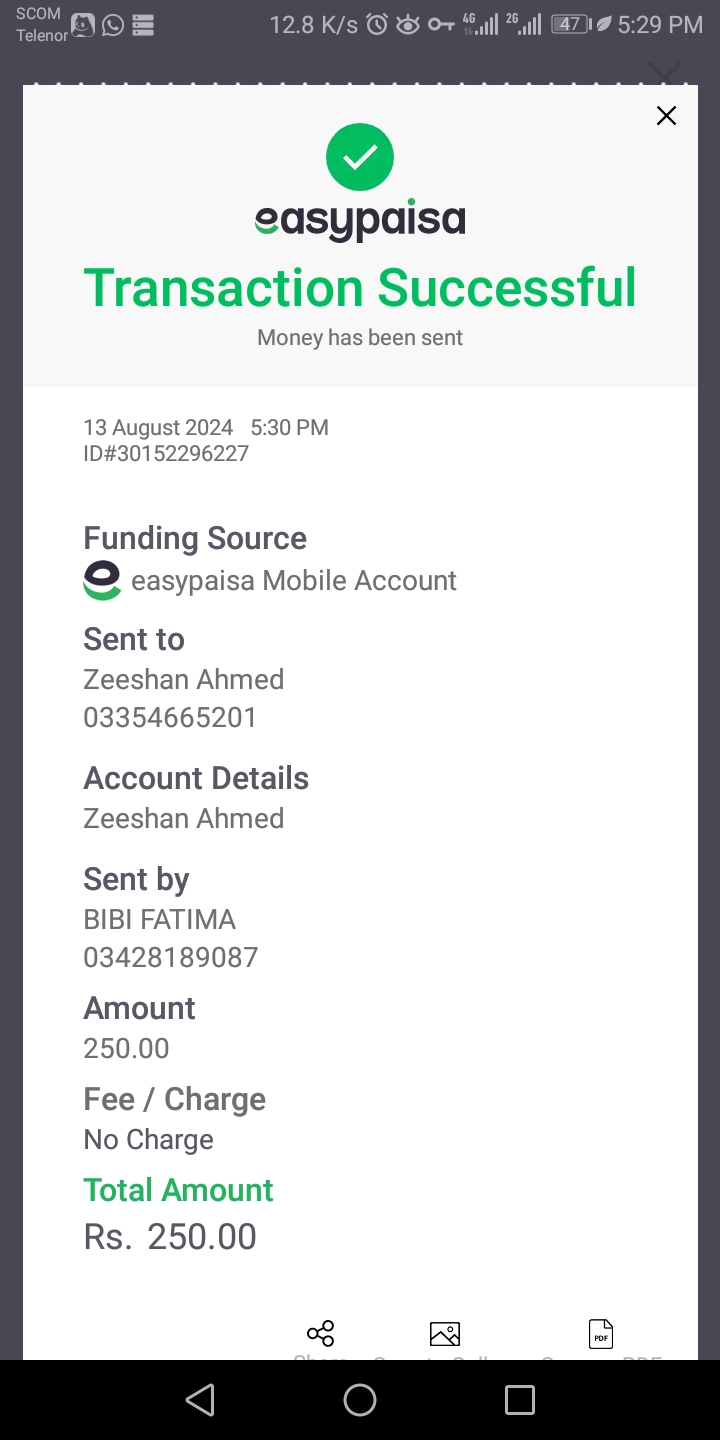 SCOM
Telenor
12.8 K/s 4G 2G 47 5:29 PM
easypaisa
Transaction Successful
Money has been sent
13 August 2024 5:30 PM
ID#30152296227
Funding Source
easypaisa Mobile Account
Sent to
Zeeshan Ahmed
03354665201
Account Details
Zeeshan Ahmed
Sent by
BIBI FATIMA
03428189087
Amount
250.00
Fee / Charge
No Charge
Total Amount
Rs. 250.00
PDF